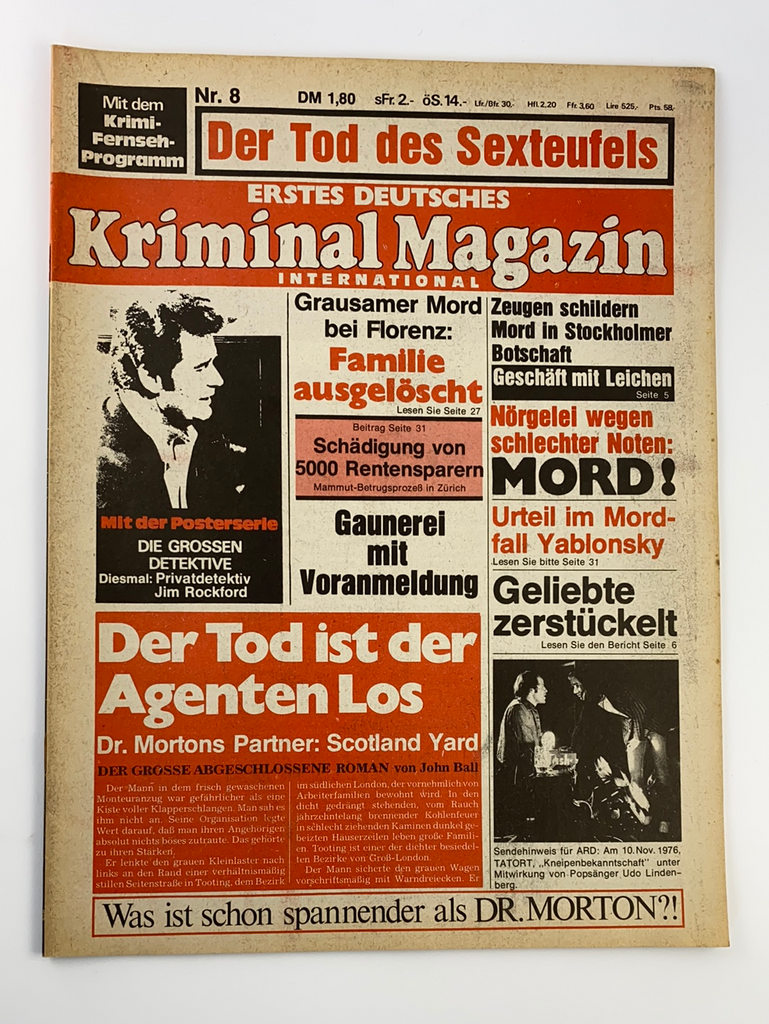 Mit dem
Krimi-
Fernseh-
Programm
Nr. 8 DM 1,80 sFr. 2.- öS. 14.- Lfr./Bfr. 30,- Hfl. 2,20 Ffr. 3,60 Lire 525,- Pts. 58,-
Der Tod des Sexteufels
ERSTES DEUTSCHES
Kriminal Magazin
INTERNATIONAL
Mit der Posterserie
DIE GROSSEN
DETEKTIVE
Diesmal: Privatdetektiv
Jim Rockford
Grausamer Mord
bei Florenz:
Familie
ausgelöscht
Lesen Sie Seite 27
Beitrag Seite 31
Schädigung von
5000 Rentensparern
Mammut-Betrugsprozeß in Zürich
Gaunerei
mit
Voranmeldung
Zeugen schildern
Mord in Stockholmer
Botschaft
Geschäft mit Leichen
Seite 5
Nörgelei wegen
schlechter Noten:
MORD!
Urteil im Mord-
fall Yablonsky
Lesen Sie bitte Seite 31
Geliebte
zerstückelt
Lesen Sie den Bericht Seite 6
Der Tod ist der
Agenten Los
Dr. Mortons Partner: Scotland Yard
DER GROSSE ABGESCHLOSSENE ROMAN von John Ball
Der Mann in dem frisch gewaschenen
Monteuranzug war gefährlicher als eine
Kiste voller Klapperschlangen. Man sah es
ihm nicht an. Seine Organisation legte
Wert darauf, daß man ihren Angehörigen
absolut nichts böses zutraute. Das gehörte
zu ihren Stärken.
Er lenkte den grauen Kleinlaster nach
links an den Rand einer verhältnismäßig
stillen Seitenstraße in Tooting, dem Bezirk
im südlichen London, der vornehmlich von
Arbeiterfamilien bewohnt wird. In den
dicht gedrängt stehenden, vom Rauch
jahrzehntelang brennender Kohlenfeuer
in schlecht ziehenden Kaminen dunkel ge-
beizten Häuserzeilen leben große Famili-
en. Tooting ist einer der dichter besiedel-
ten Bezirke von Groß-London.
Der Mann sicherte den grauen Wagen
vorschriftsmäßig mit Warndreiecken. Er
Sendehinweis für ARD: Am 10. Nov. 1976,
TATORT, „Kneipenbekanntschaft" unter
Mitwirkung von Popsänger Udo Linden-
berg.
Was ist schon spannender als DR. MORTON?!